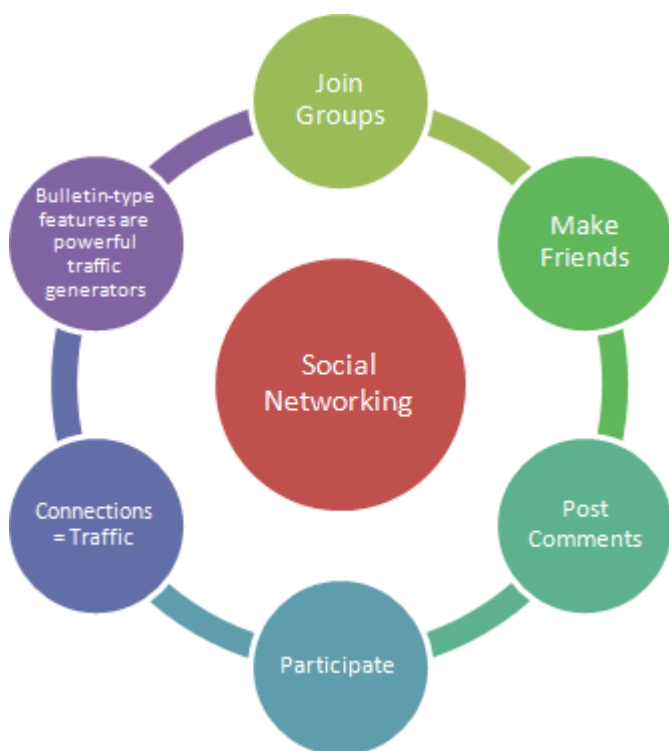 Join
Groups
Make
Friends
Post
Comments
Participate
Connections
= Traffic
Bulletin-type
features are
powerful
traffic
generators
Social
Networking